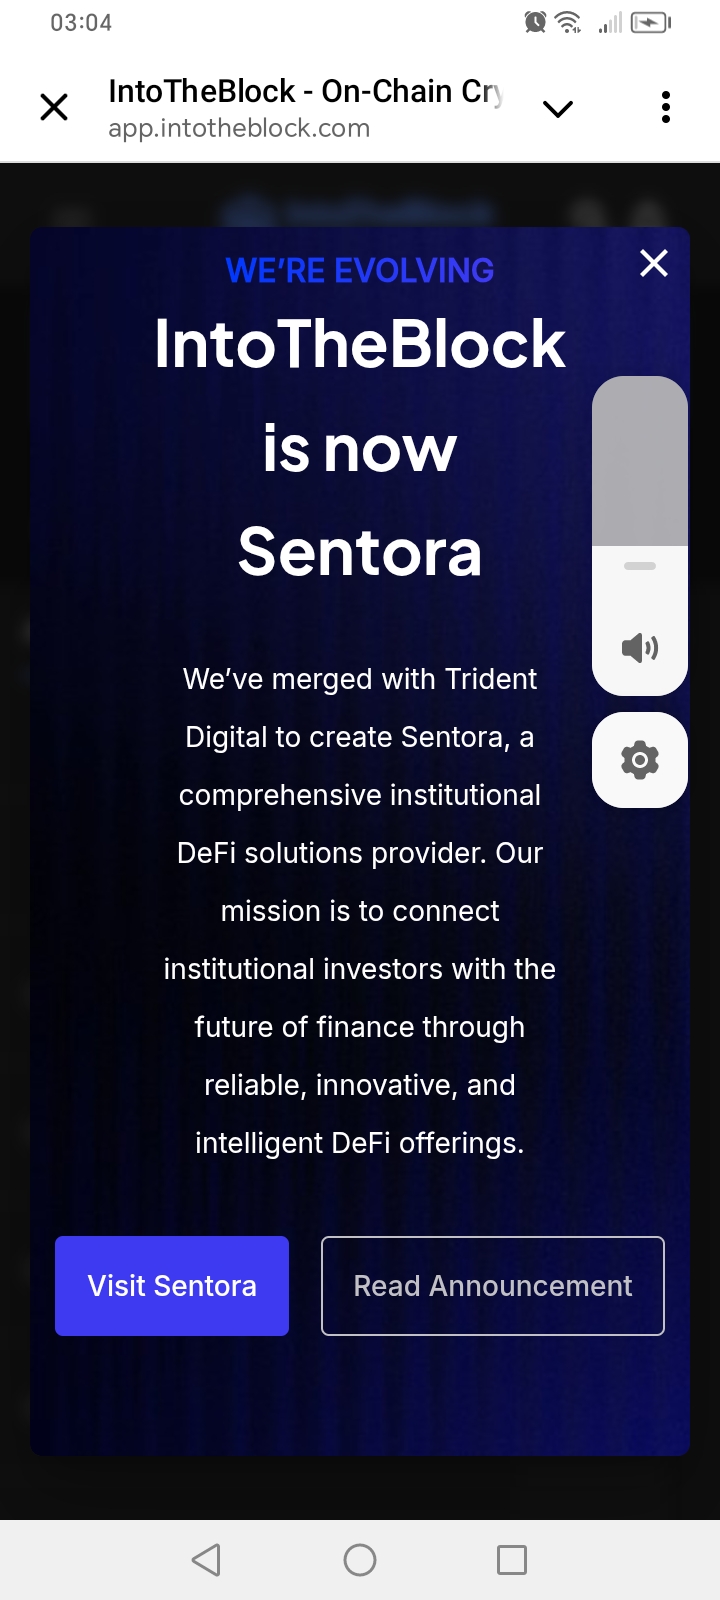 03:04
IntoTheBlock - On-Chain Cry
app.intotheblock.com
WE’RE EVOLVING
IntoTheBlock
is now
Sentora
We’ve merged with Trident
Digital to create Sentora, a
comprehensive institutional
DeFi solutions provider. Our
mission is to connect
institutional investors with the
future of finance through
reliable, innovative, and
intelligent DeFi offerings.
Visit Sentora
Read Announcement